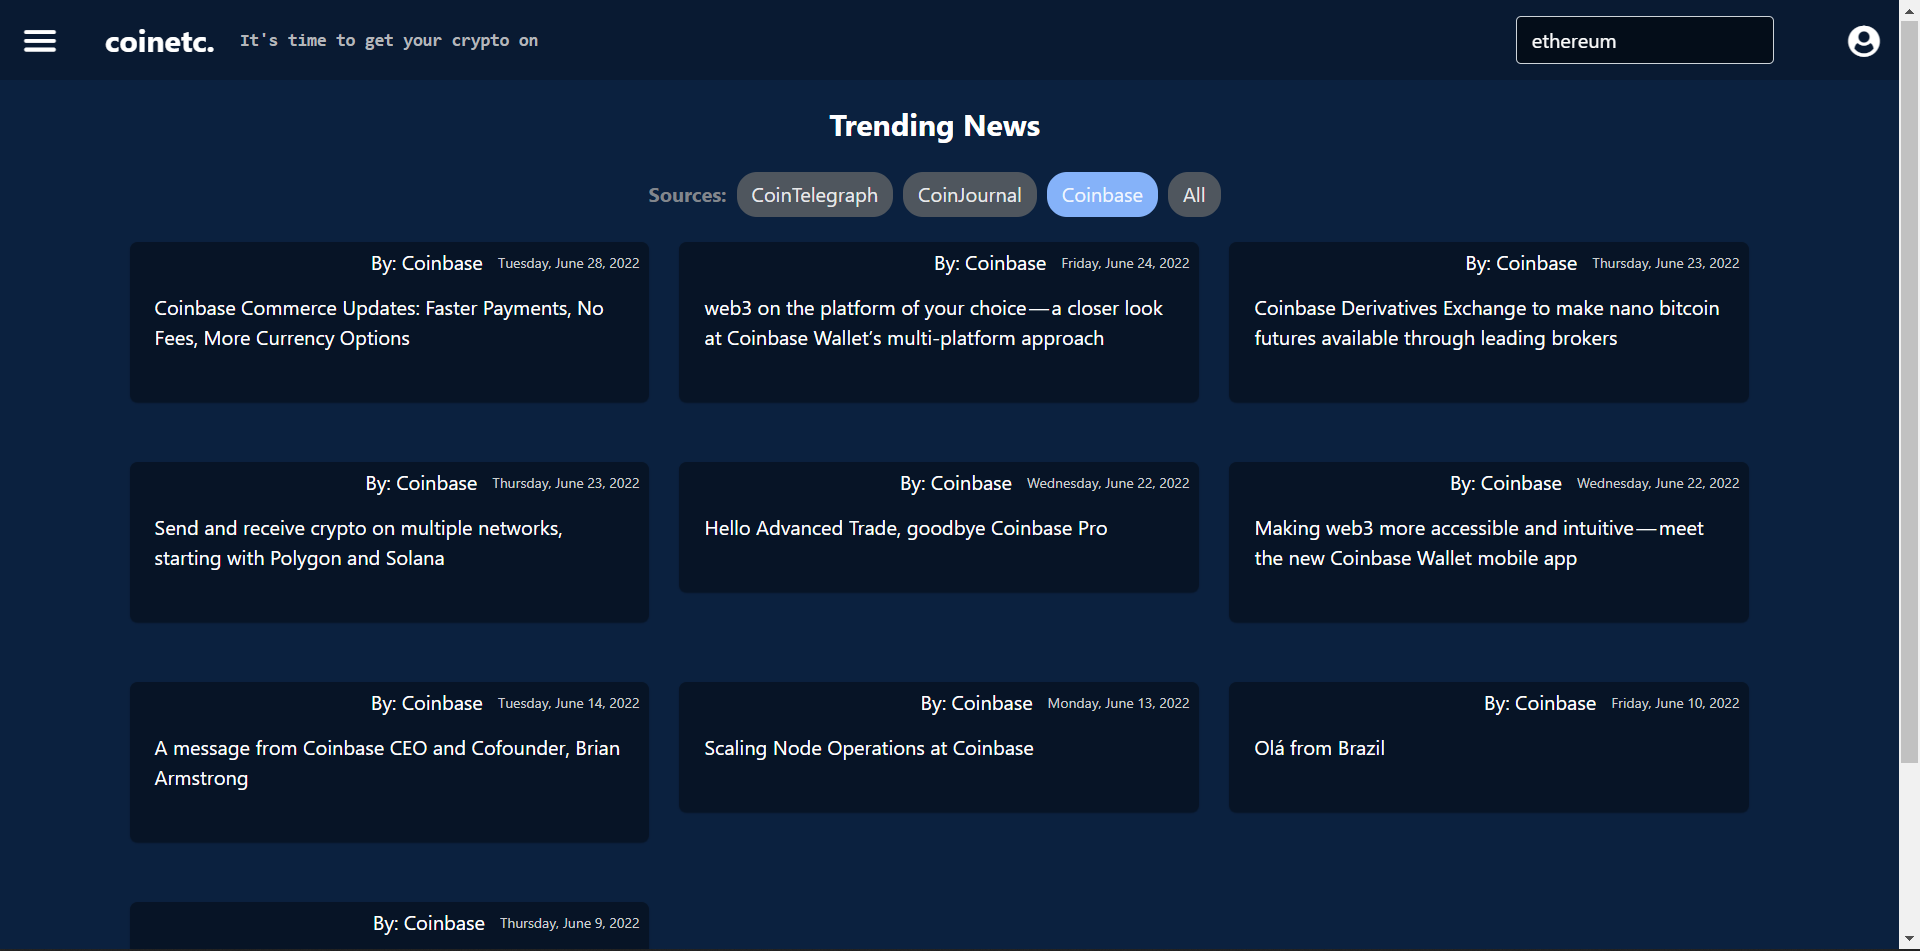 coinetc. It's time to get your crypto on
ethereum
Trending News
Sources: CoinTelegraph CoinJournal Coinbase All
By: Coinbase Tuesday, June 28, 2022
Coinbase Commerce Updates: Faster Payments, No
Fees, More Currency Options
By: Coinbase Friday, June 24, 2022
web3 on the platform of your choice — a closer look
at Coinbase Wallet’s multi-platform approach
By: Coinbase Thursday, June 23, 2022
Coinbase Derivatives Exchange to make nano bitcoin
futures available through leading brokers
By: Coinbase Thursday, June 23, 2022
Send and receive crypto on multiple networks,
starting with Polygon and Solana
By: Coinbase Wednesday, June 22, 2022
Hello Advanced Trade, goodbye Coinbase Pro
By: Coinbase Wednesday, June 22, 2022
Making web3 more accessible and intuitive — meet
the new Coinbase Wallet mobile app
By: Coinbase Tuesday, June 14, 2022
A message from Coinbase CEO and Cofounder, Brian
Armstrong
By: Coinbase Monday, June 13, 2022
Scaling Node Operations at Coinbase
By: Coinbase Friday, June 10, 2022
Olá from Brazil
By: Coinbase Thursday, June 9, 2022